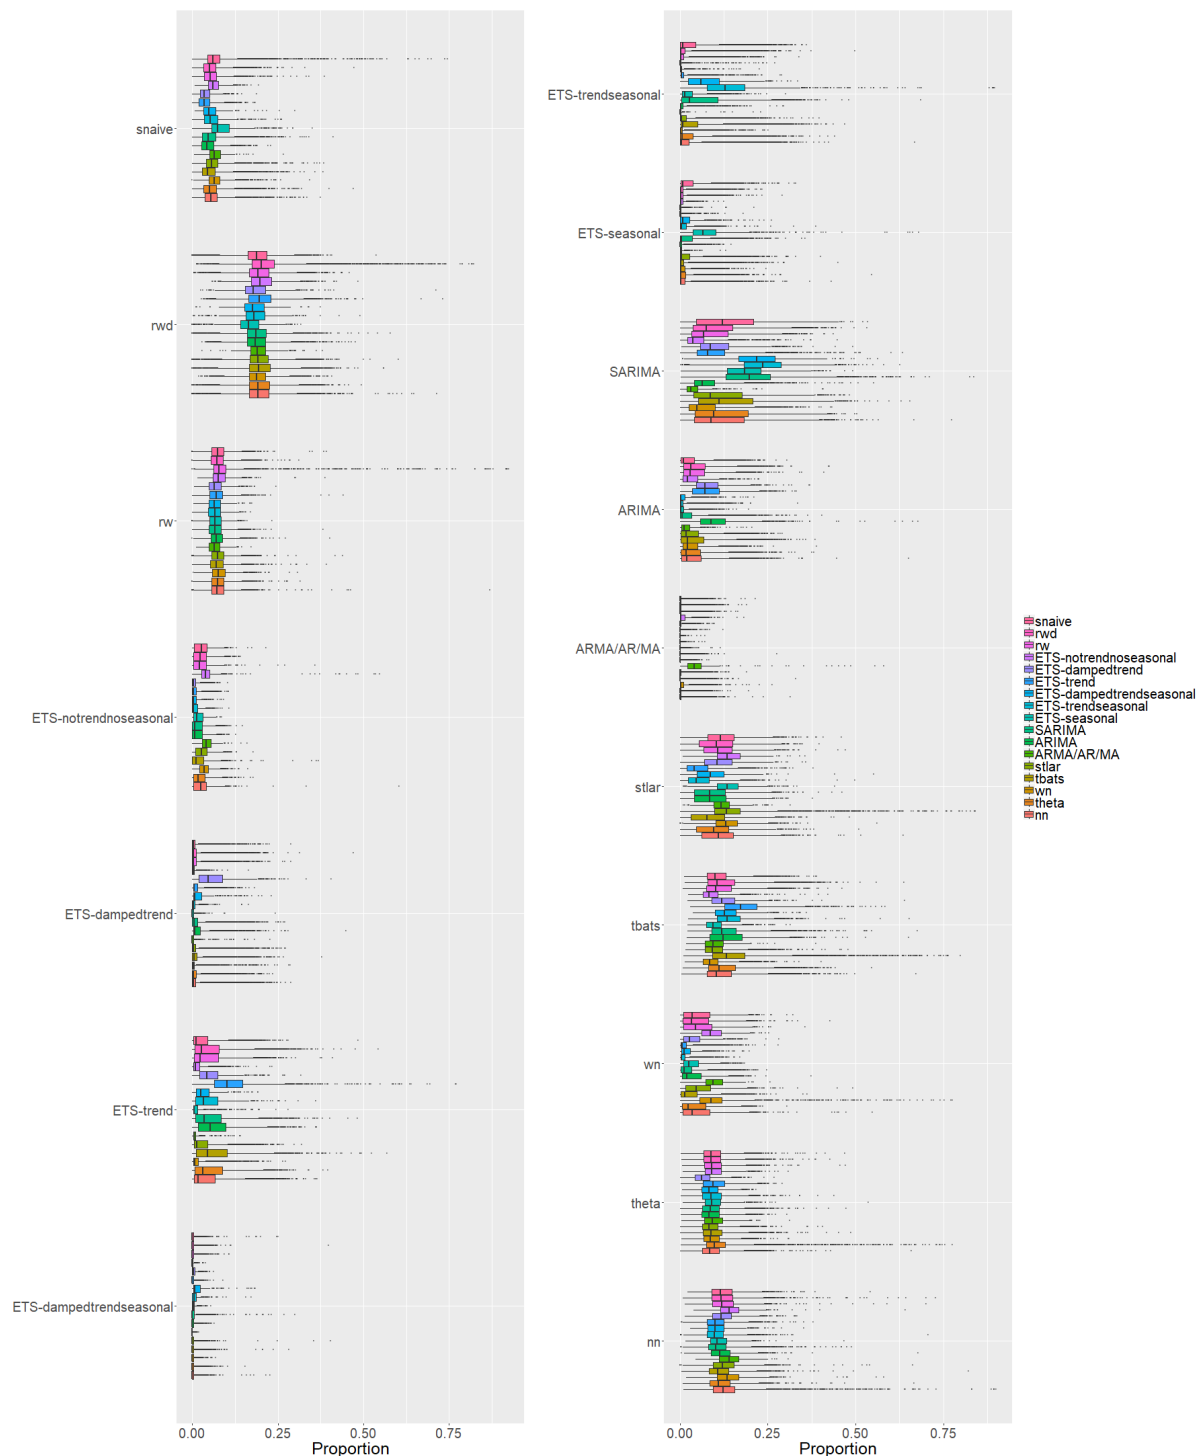 snaive
rwd
rw
ETS-notrendnoseasonal
ETS-dampedtrend
ETS-trend
ETS-dampedtrendseasonal
0.00 0.25 0.50 0.75
Proportion
ETS-trendseasonal
ETS-seasonal
SARIMA
ARIMA
ARMA/AR/MA
stlar
tbats
wn
theta
nn
0.00 0.25 0.50 0.75
Proportion
snaive
rwd
rw
ETS-notrendnoseasonal
ETS-dampedtrend
ETS-trend
ETS-dampedtrendseasonal
ETS-trendseasonal
ETS-seasonal
SARIMA
ARIMA
ARMA/AR/MA
stlar
tbats
wn
theta
nn